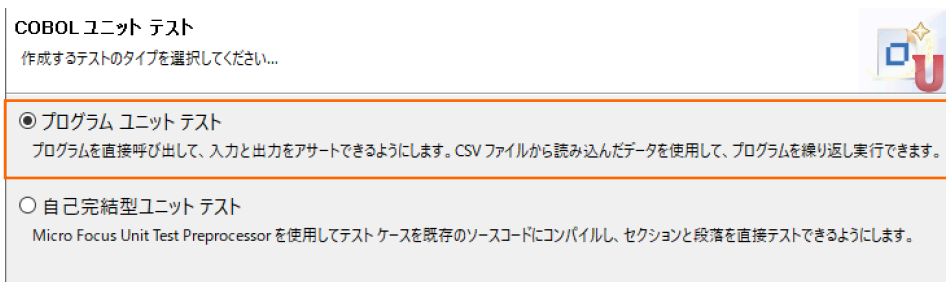 COBOL ユニット テスト
作成するテストのタイプを選択してください...
U
プログラム ユニット テスト
プログラムを直接呼び出して、入力と出力をアサートできるようにします。CSV ファイルから読み込んだデータを使用して、プログラムを繰り返し実行できます。
自己完結型ユニット テスト
Micro Focus Unit Test Preprocessor を使用してテスト ケースを既存のソースコードにコンパイルし、セクションと段落を直接テストできるようにします。